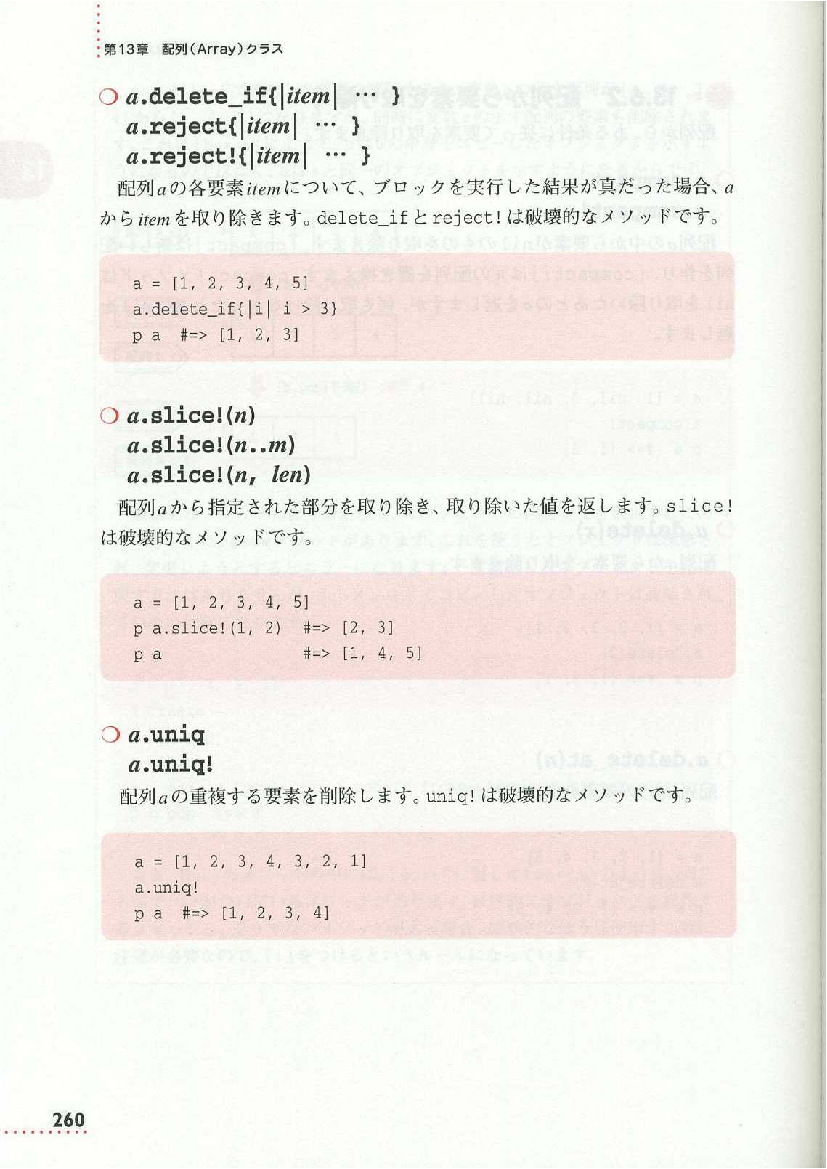 第13章 配列(Array)クラス
a.delete_if{|item| … }
a.reject{|item| … }
a.reject!{|item| … }
配列aの各要素itemについて、ブロックを実行した結果が真だった場合、a
からitemを取り除きます。delete_ifとreject!は破壊的なメソッドです。
a = [1, 2, 3, 4, 5]
a.delete_if{|i| i > 3}
p a #=> [1, 2, 3]
a.slice!(n)
a.slice!(n..m)
a.slice!(n, len)
配列aから指定された部分を取り除き、取り除いた値を返します。slice!
は破壊的なメソッドです。
a = [1, 2, 3, 4, 5]
p a.slice!(1, 2) #=> [2, 3]
p a #=> [1, 4, 5]
a.uniq
a.uniq!
配列aの重複する要素を削除します。uniq!は破壊的なメソッドです。
a = [1, 2, 3, 4, 3, 2, 1]
a.uniq!
p a #=> [1, 2, 3, 4]
260